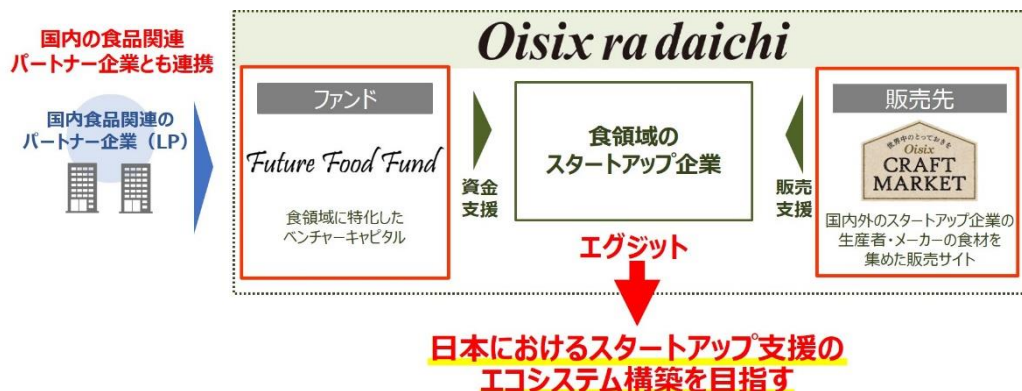 国内の食品関連
パートナー企業とも連携
国内食品関連の
パートナー企業（LP）
Oisix ra daichi
ファンド
Future Food Fund
食領域に特化した
ベンチャーキャピタル
資金
支援
食領域の
スタートアップ企業
販売
支援
販売先
世界中のとっておきを
Oisix
CRAFT
MARKET
国内外のスタートアップ企業の
生産者・メーカーの食材を
集めた販売サイト
エグジット
日本におけるスタートアップ支援の
エコシステム構築を目指す